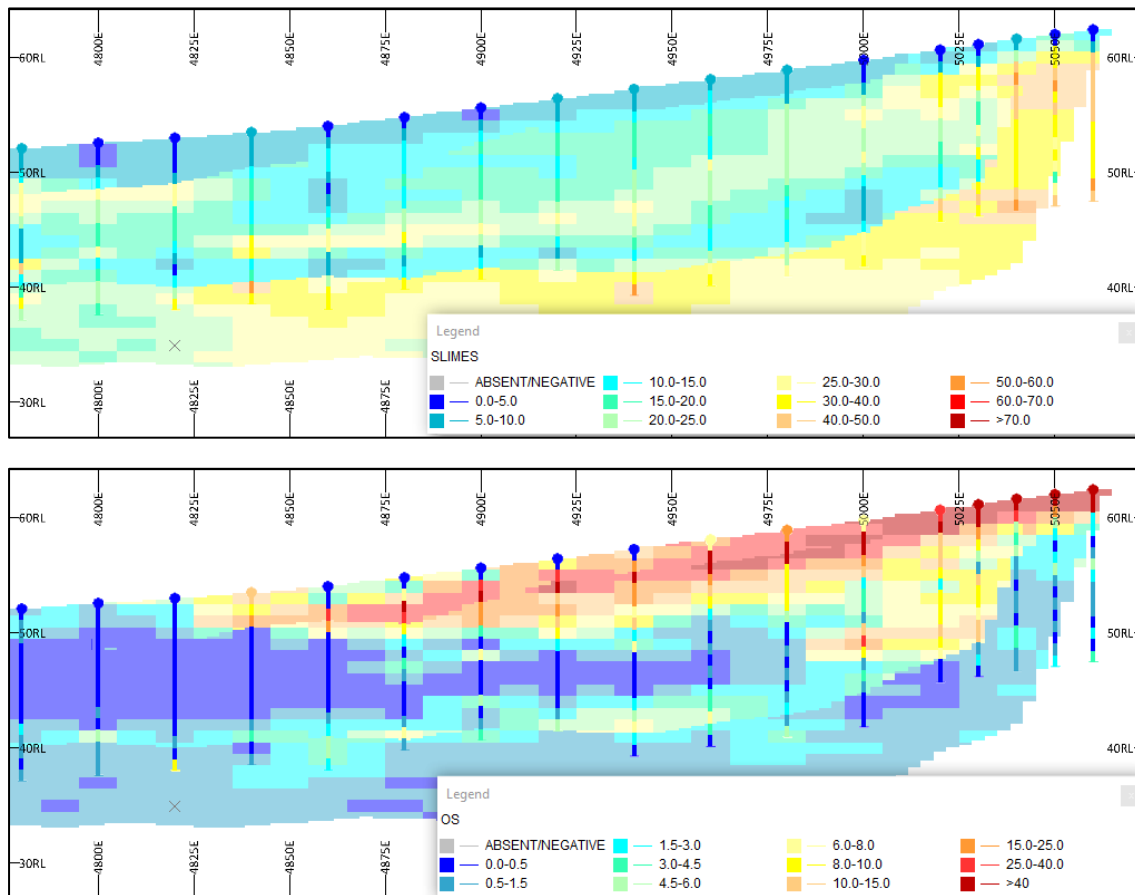 4800E 4825E 4850E 4875E 4900E 4925E 4950E 4975E 5000E 5025E 5050E
60RL 60RL
50RL 50RL
40RL 40RL
30RL
4800E 4825E 4850E 4875E
Legend
SLIMES
ABSENT/NEGATIVE 10.0-15.0 25.0-30.0 50.0-60.0
0.0-5.0 15.0-20.0 30.0-40.0 60.0-70.0
5.0-10.0 20.0-25.0 40.0-50.0 >70.0
4800E 4825E 4850E 4875E 4900E 4925E 4950E 4975E 5000E 5025E 5050E
60RL 60RL
50RL 50RL
40RL 40RL
30RL
4800E 4825E 4850E 4875E
Legend
OS
ABSENT/NEGATIVE 1.5-3.0 6.0-8.0 15.0-25.0
0.0-0.5 3.0-4.5 8.0-10.0 25.0-40.0
0.5-1.5 4.5-6.0 10.0-15.0 >40